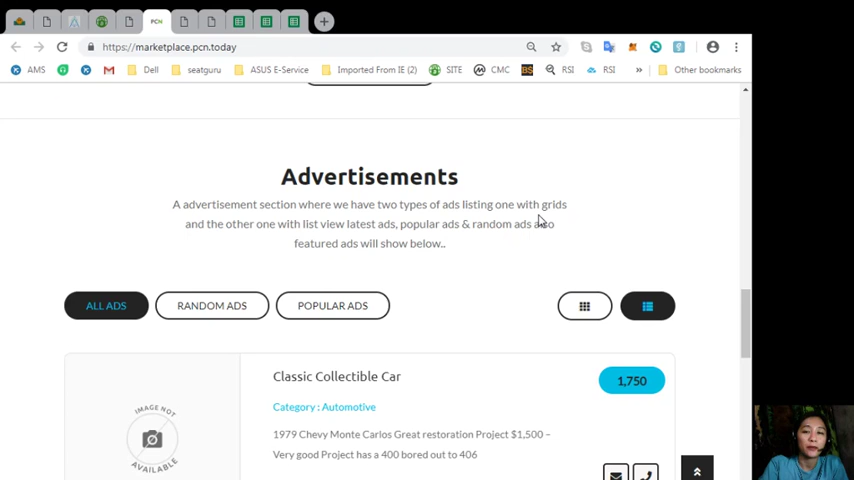 PCN
https://marketplace.pcn.today
AMS
Dell
seatguru
ASUS E-Service
Imported From IE (2)
SITE
CMC
BS
RSI
RSI
»
Other bookmarks
Advertisements
A advertisement section where we have two types of ads listing one with grids
and the other one with list view latest ads, popular ads & random ads also
featured ads will show below..
ALL ADS
RANDOM ADS
POPULAR ADS
Classic Collectible Car
1,750
Category : Automotive
IMAGE NOT
AVAILABLE
1979 Chevy Monte Carlos Great restoration Project $1,500 –
Very good Project has a 400 bored out to 406